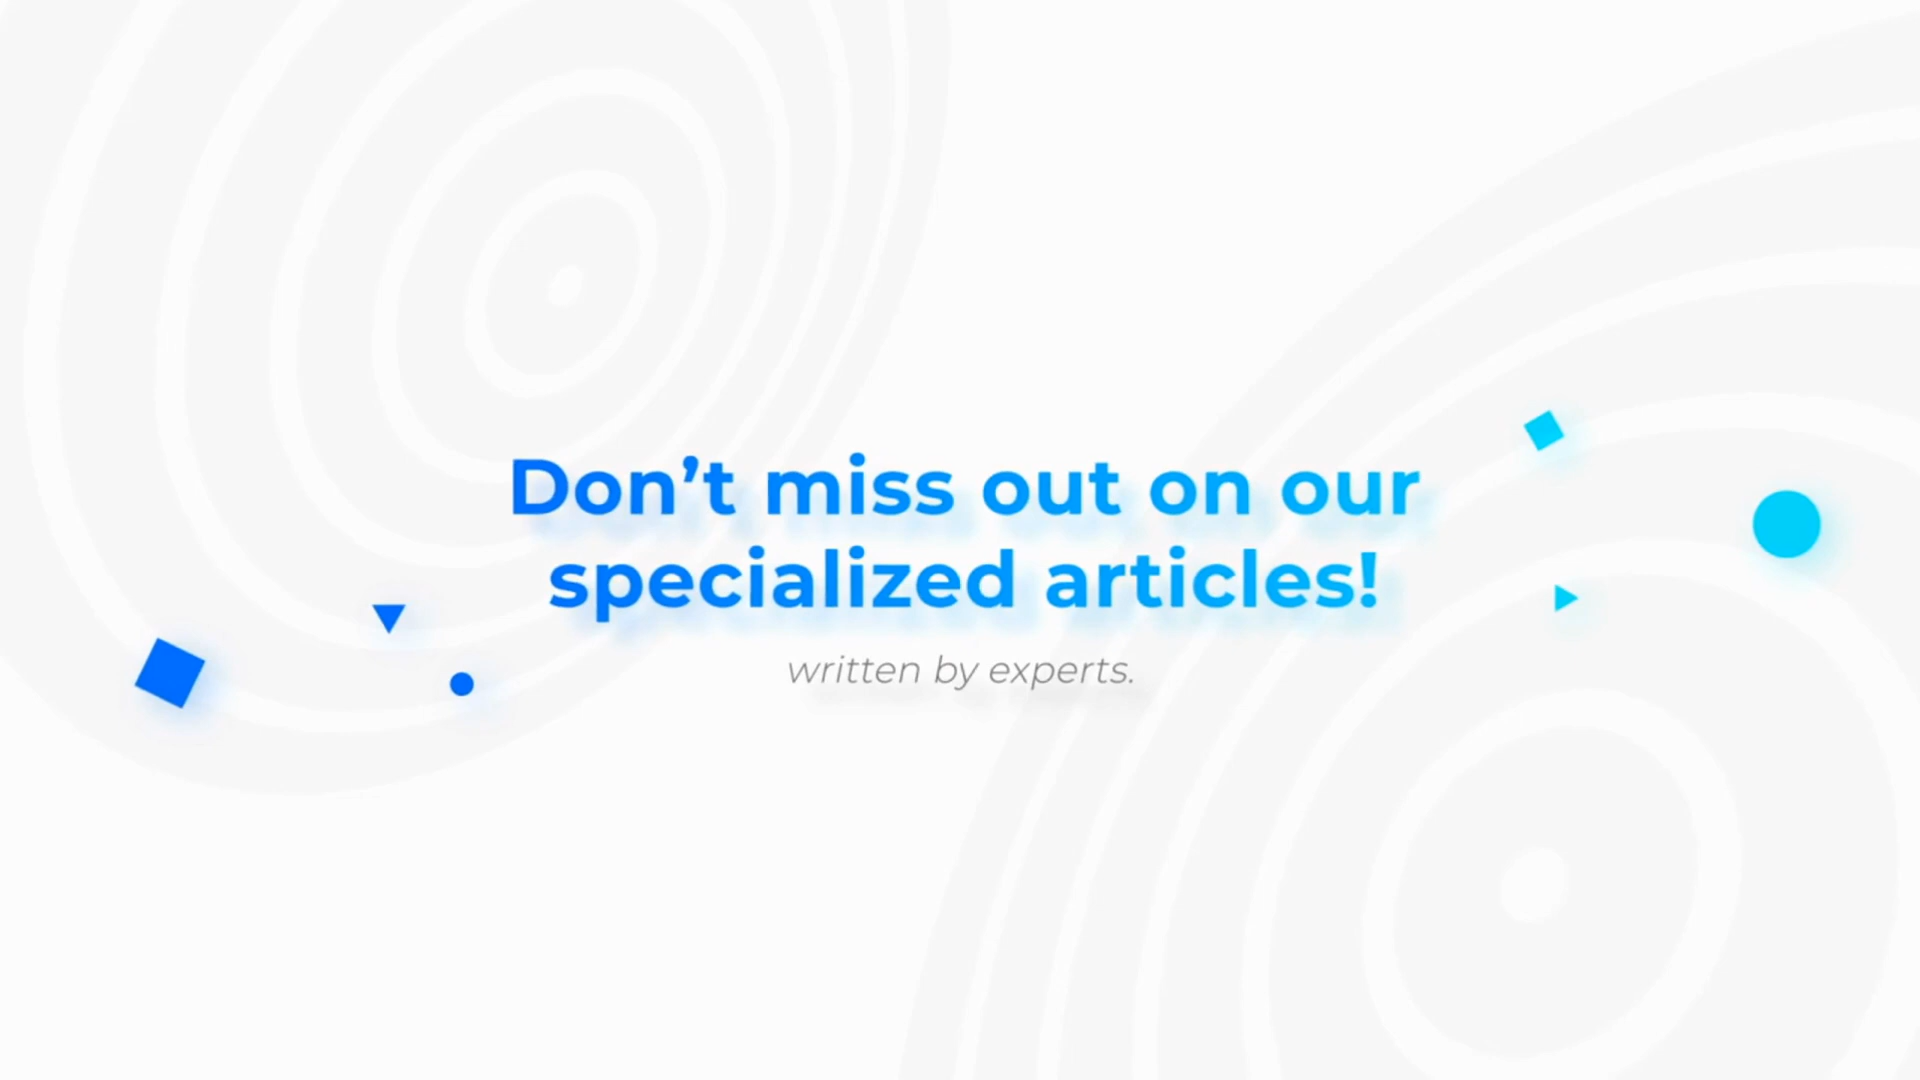 Don’t miss out on our
specialized articles!
written by experts.